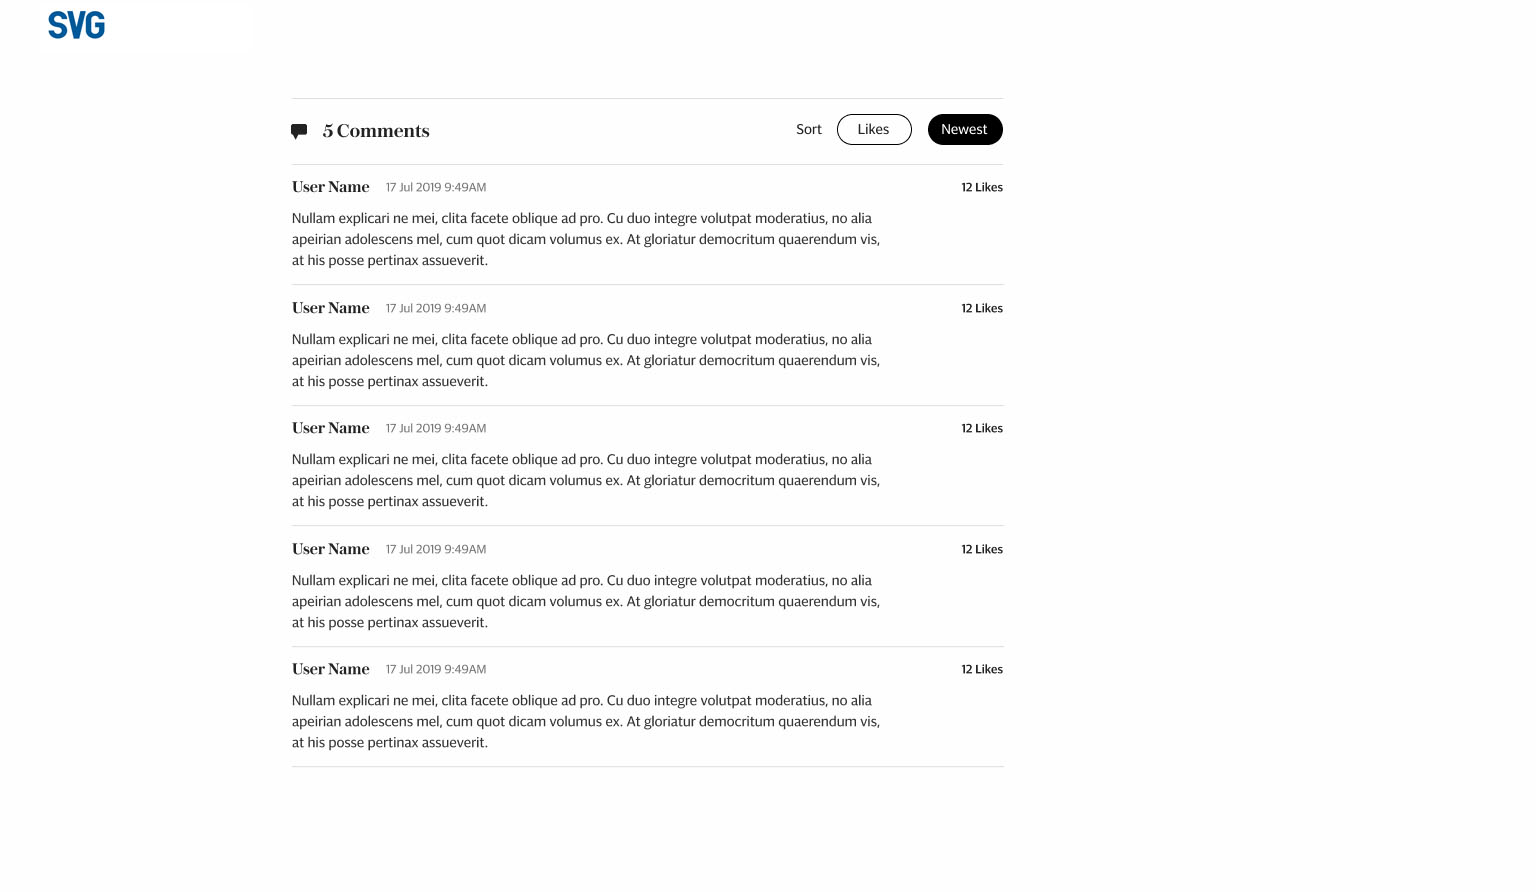 SVG
5 Comments
Sort Likes Newest
User Name 17 Jul 2019 9:49AM 12 Likes
Nullam explicari ne mei, clita facete oblique ad pro. Cu duo integre volutpat moderatius, no alia
apeirian adolescens mel, cum quot dicam volumus ex. At gloriatur democritum quaerendum vis,
at his posse pertinax assueverit.
User Name 17 Jul 2019 9:49AM 12 Likes
Nullam explicari ne mei, clita facete oblique ad pro. Cu duo integre volutpat moderatius, no alia
apeirian adolescens mel, cum quot dicam volumus ex. At gloriatur democritum quaerendum vis,
at his posse pertinax assueverit.
User Name 17 Jul 2019 9:49AM 12 Likes
Nullam explicari ne mei, clita facete oblique ad pro. Cu duo integre volutpat moderatius, no alia
apeirian adolescens mel, cum quot dicam volumus ex. At gloriatur democritum quaerendum vis,
at his posse pertinax assueverit.
User Name 17 Jul 2019 9:49AM 12 Likes
Nullam explicari ne mei, clita facete oblique ad pro. Cu duo integre volutpat moderatius, no alia
apeirian adolescens mel, cum quot dicam volumus ex. At gloriatur democritum quaerendum vis,
at his posse pertinax assueverit.
User Name 17 Jul 2019 9:49AM 12 Likes
Nullam explicari ne mei, clita facete oblique ad pro. Cu duo integre volutpat moderatius, no alia
apeirian adolescens mel, cum quot dicam volumus ex. At gloriatur democritum quaerendum vis,
at his posse pertinax assueverit.